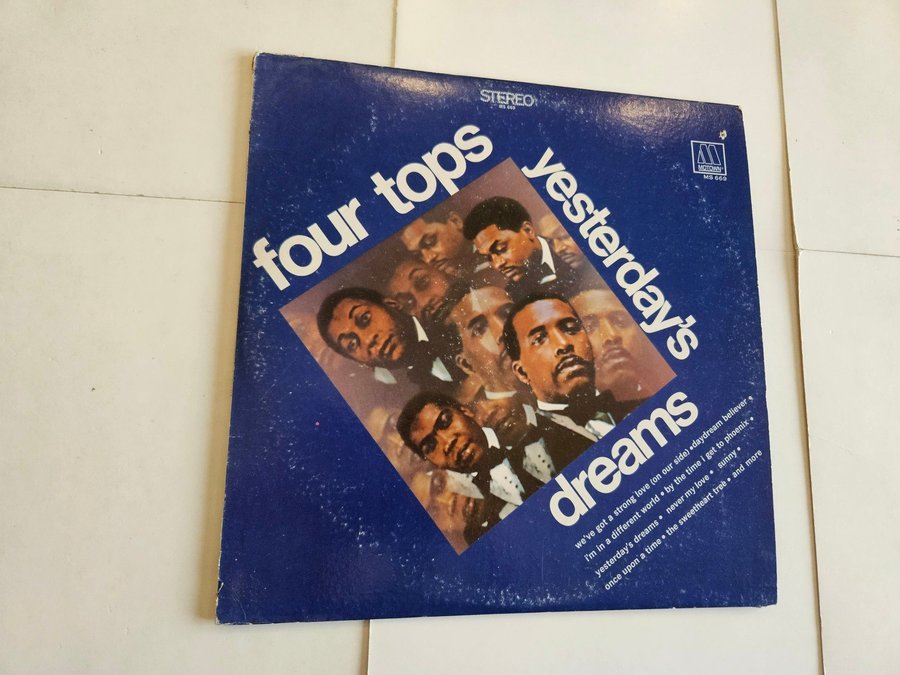 STEREO
MS 669
MOTOWN
MS 669
four tops
yesterday's
dreams
we've got a strong love (on our side) • daydream believer •
i'm in a different world • by the time i get to phoenix •
yesterday's dreams • never my love • sunny •
once upon a time • the sweetheart tree • and more